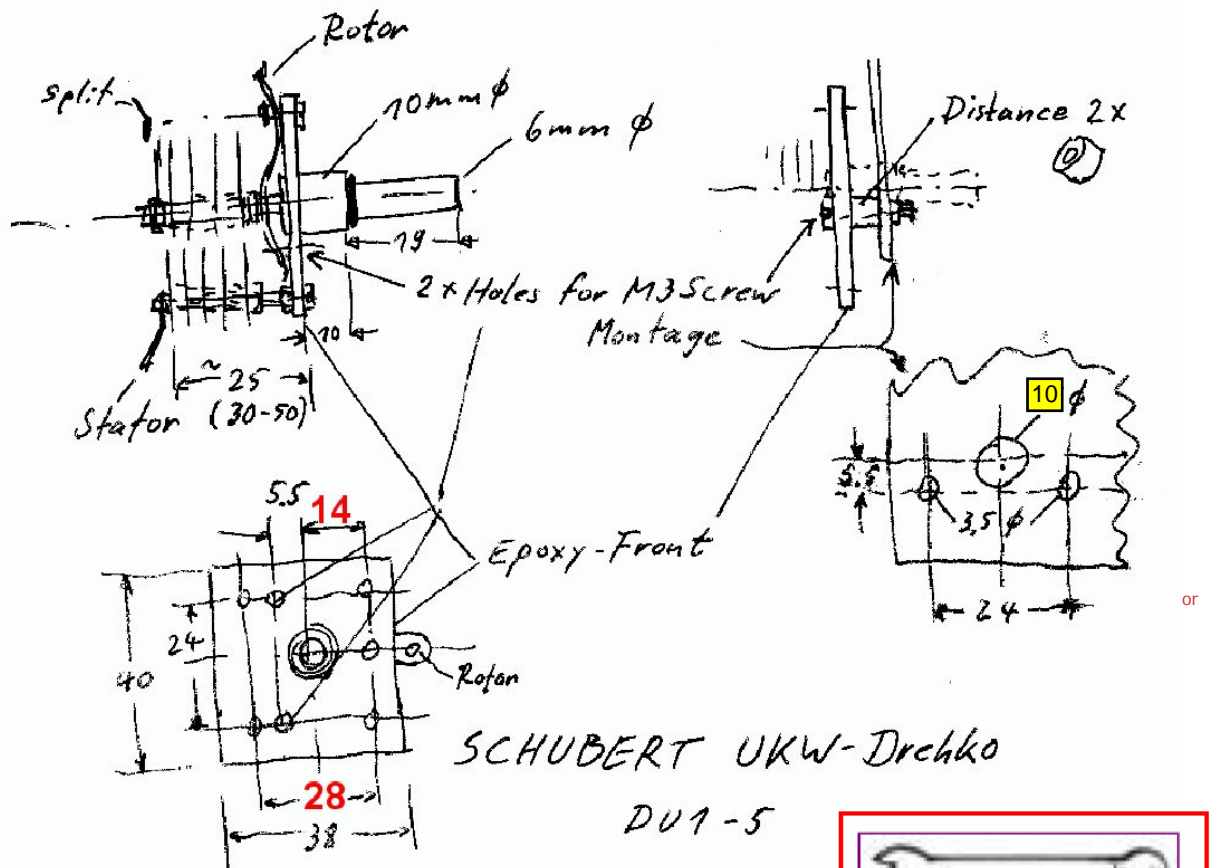 Rotor
split
10mm ϕ
6mm ϕ
Distance 2x
19
2 x Holes for M3 Screw
Montage
10
~
25
(30-50)
Stator
10 ϕ
5.5
3,5 ϕ
24
or
5.5
14
Epoxy-Front
24
40
Rotor
28
38
SCHUBERT UKW-Drehko
DU1-5